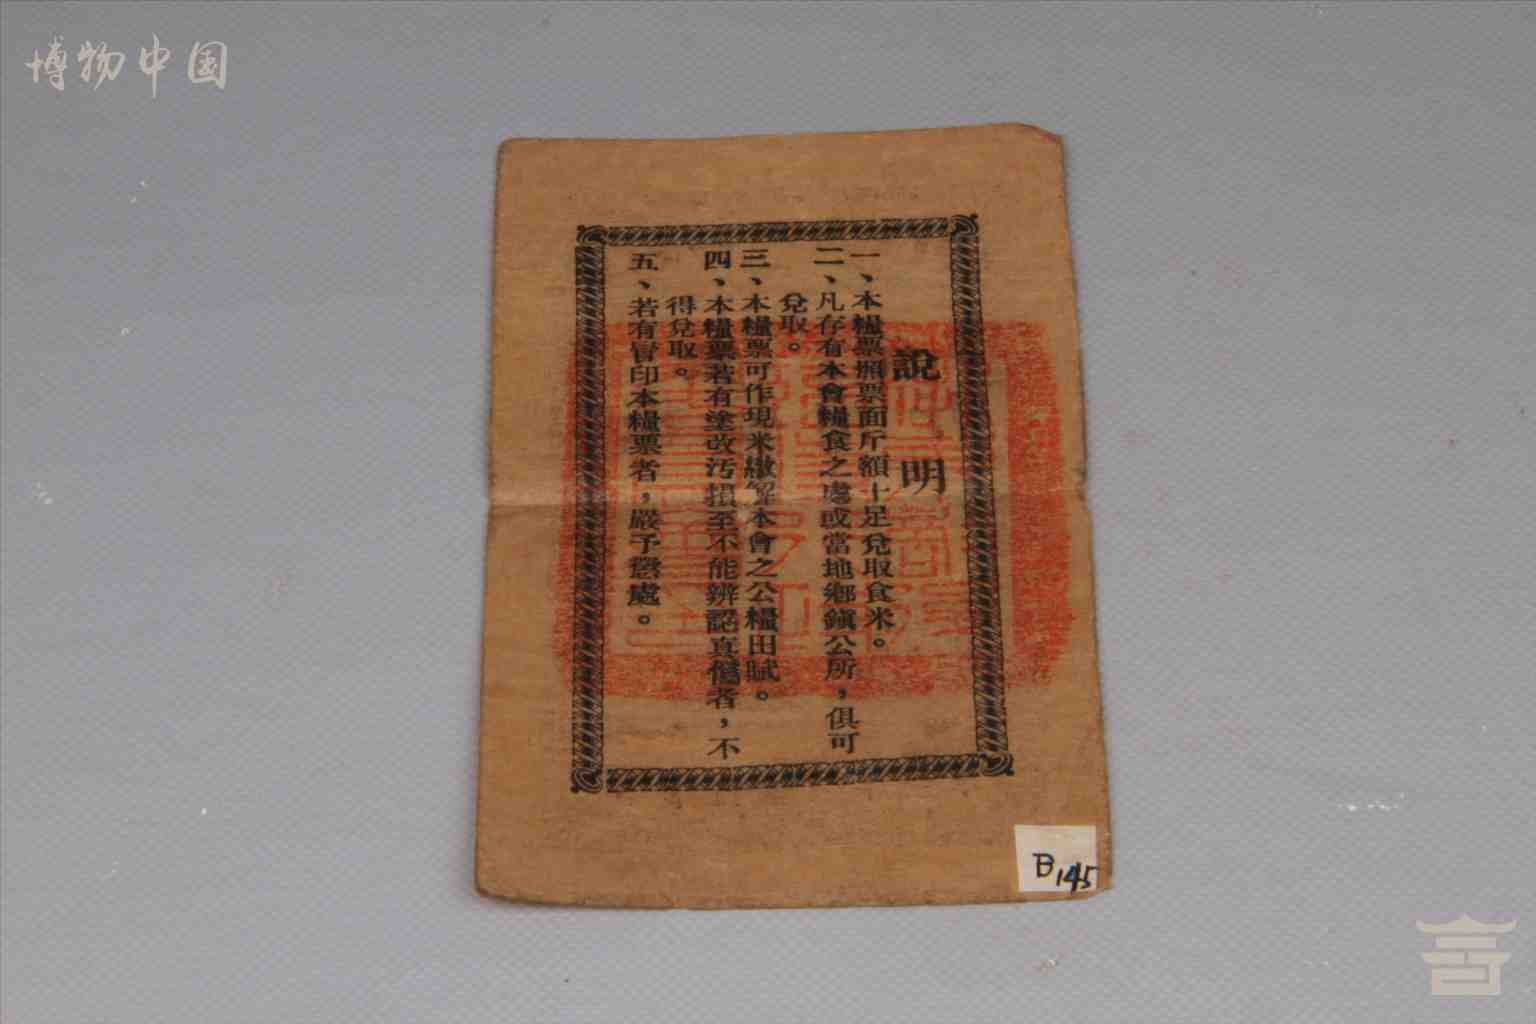 博物中国
說明
一、本糧票照票面斤額十足兌取食米。
二、凡存有本會糧食之處或當地鄉鎮公所，俱可
兌取。
三、本糧票可作現米繳解本會之公糧田賦。
四、本糧票若有塗改汚損至不能辨認真僞者，不
得兌取。
五、若有冒印本糧票者，嚴予懲處。
B145